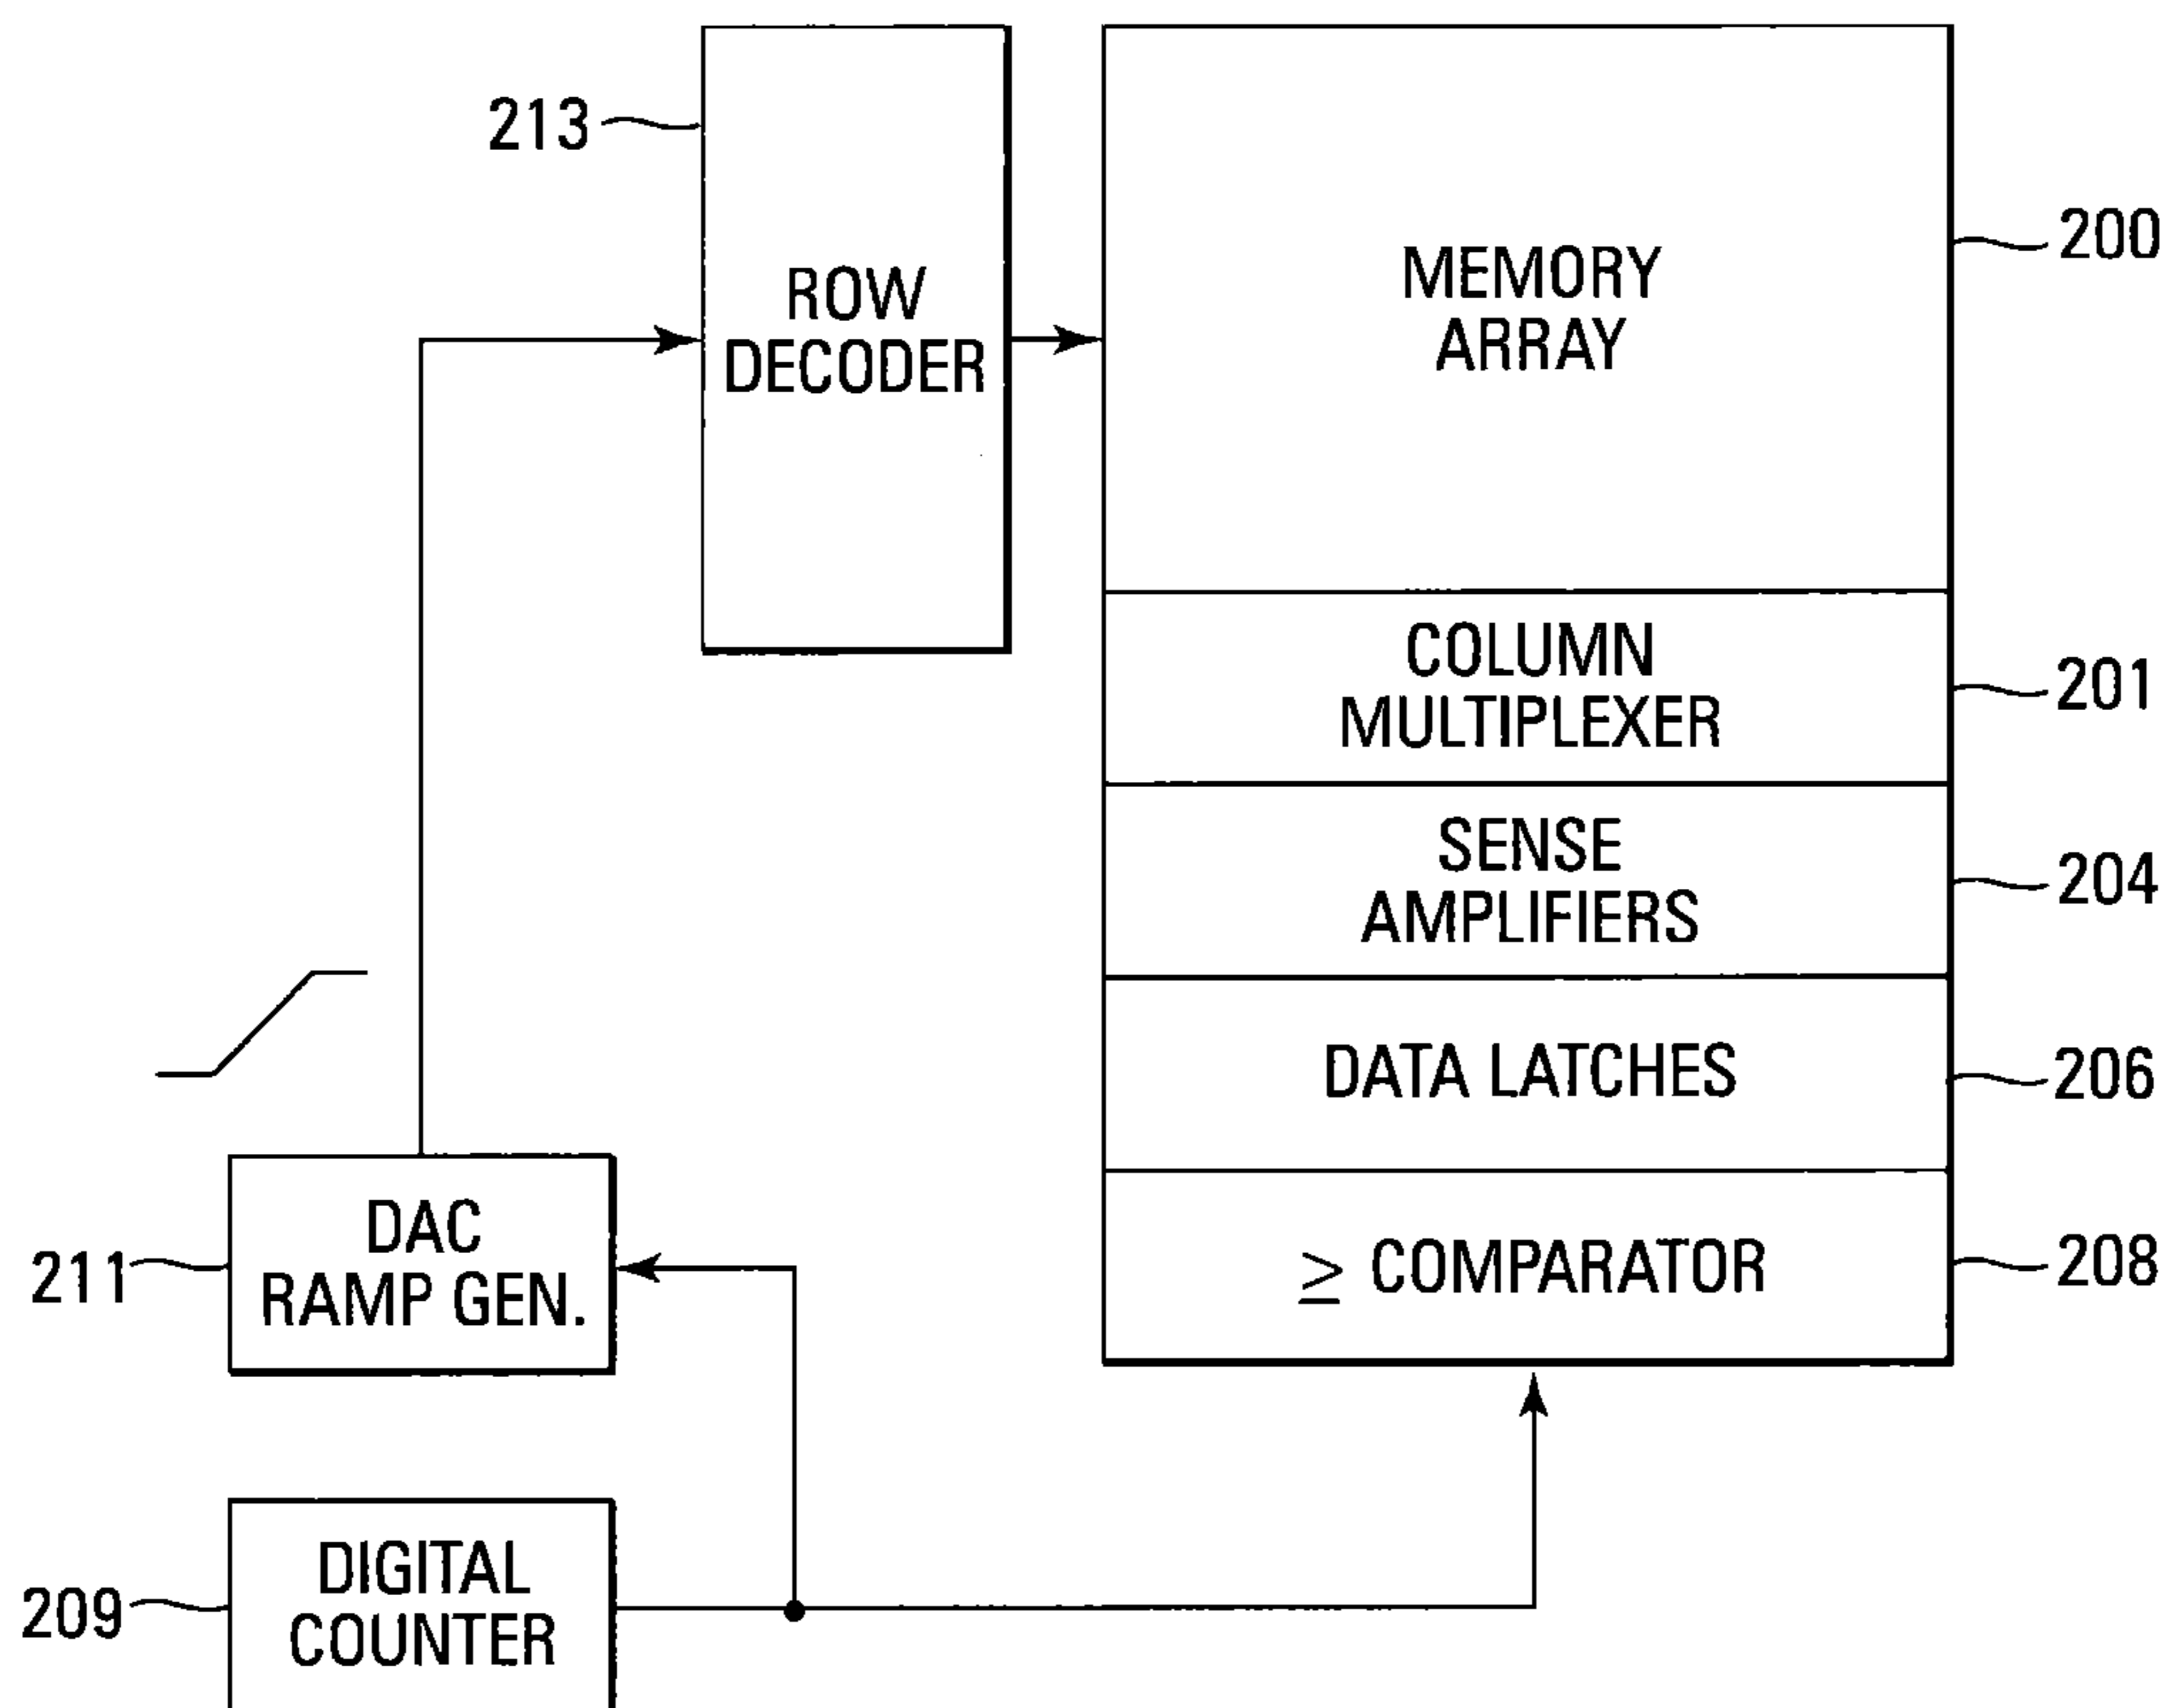 213
ROW
DECODER
MEMORY
ARRAY
200
COLUMN
MULTIPLEXER
201
SENSE
AMPLIFIERS
204
DATA LATCHES
206
≥ COMPARATOR
208
DAC
RAMP GEN.
211
DIGITAL
COUNTER
209